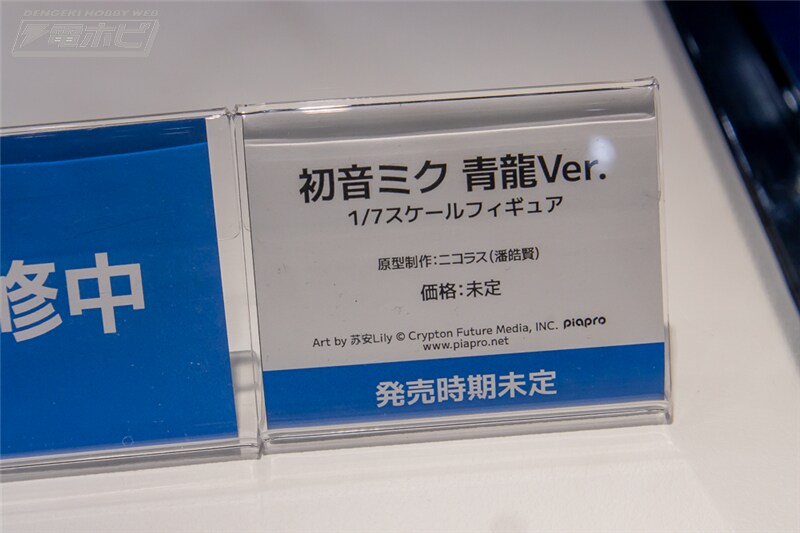 DENGEKI HOBBY WEB
電ホビ
修中
初音ミク 青龍Ver.
1/7スケールフィギュア
原型制作:ニコラス(潘皓賢)
価格:未定
Art by 苏安Lily © Crypton Future Media, INC. piapro
www.piapro.net
発売時期未定